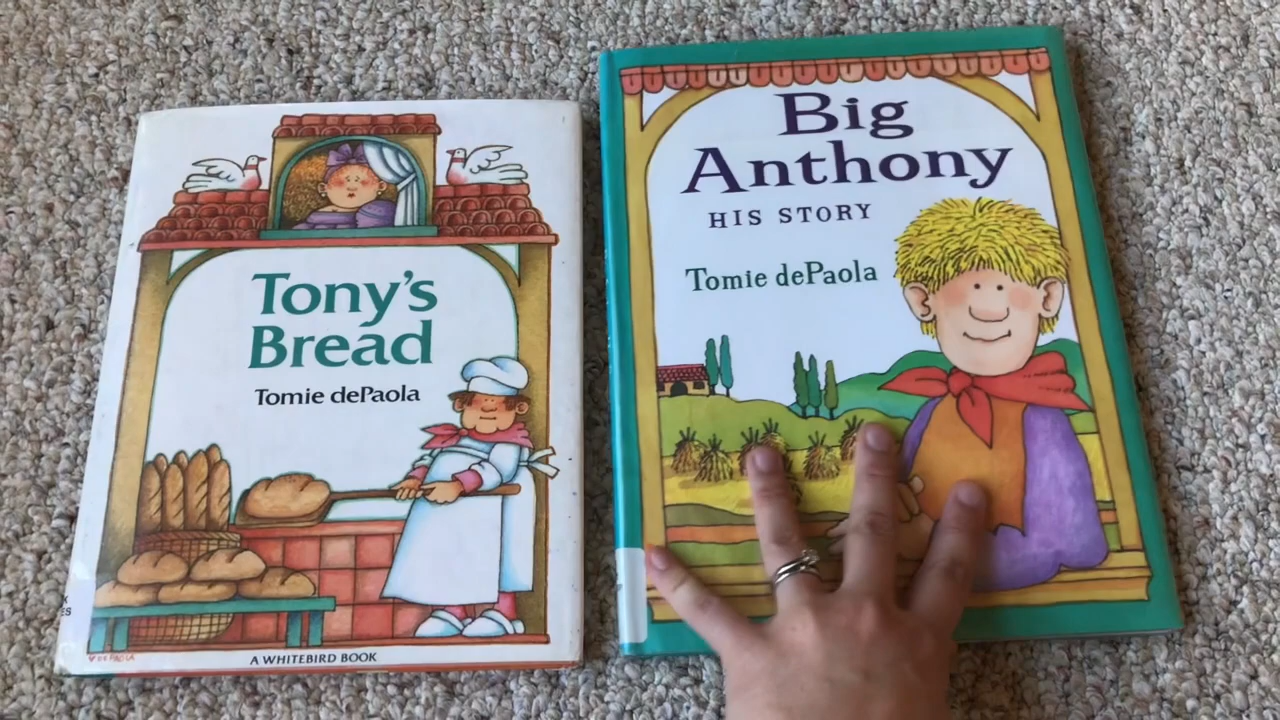 Tony's
Bread
Tomie dePaola
A WHITEBIRD BOOK
Big
Anthony
HIS STORY
Tomie dePaola